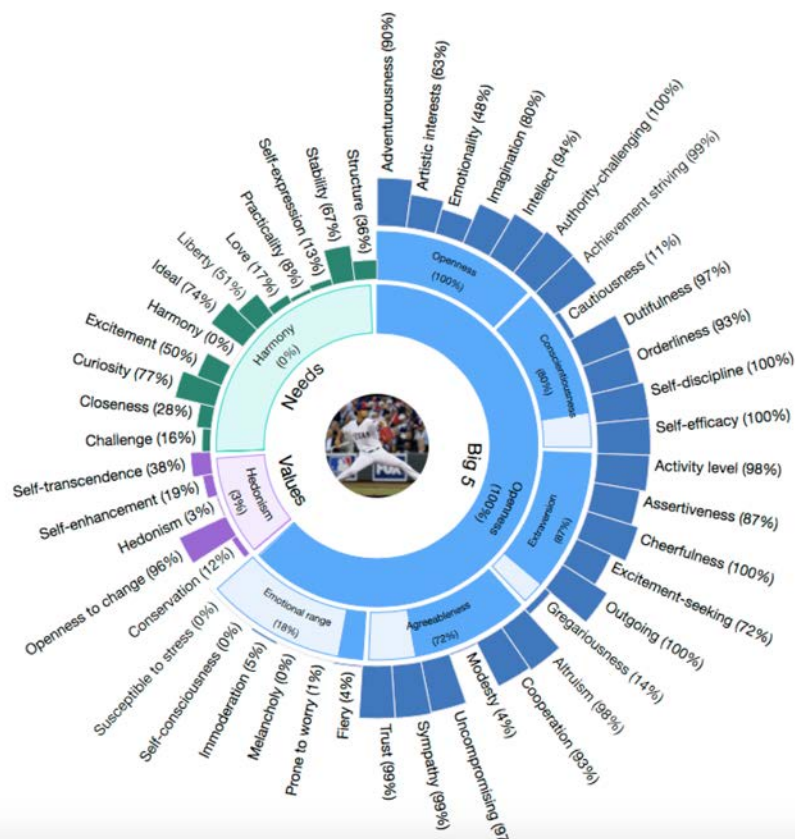 Adventurousness (90%)
Artistic interests (63%)
Emotionality (48%)
Imagination (80%)
Intellect (94%)
Authority-challenging (100%)
Achievement striving (99%)
Cautiousness (11%)
Dutifulness (97%)
Orderliness (93%)
Self-discipline (100%)
Self-efficacy (100%)
Activity level (98%)
Assertiveness (87%)
Cheerfulness (100%)
Excitement-seeking (72%)
Outgoing (100%)
Gregariousness (14%)
Altruism (98%)
Cooperation (93%)
Modesty (4%)
Uncompromising
Sympathy (99%)
Trust (99%)
Fiery (4%)
Prone to worry (1%)
Melancholy (0%)
Immoderation (5%)
Self-consciousness (0%)
Susceptible to stress (0%)
Conservation (12%)
Openness to change (96%)
Hedonism (3%)
Self-enhancement (19%)
Self-transcendence (38%)
Challenge (16%)
Closeness (28%)
Curiosity (77%)
Excitement (50%)
Harmony (0%)
Ideal (74%)
Liberty (51%)
Love (17%)
Practicality (8%)
Self-expression (13%)
Stability (67%)
Structure (36%)
Openness
(100%)
Conscientiousness
(80%)
Extraversion
(87%)
Agreeableness
(72%)
Emotional range
(18%)
Hedonism
(3%)
Harmony
(0%)
Needs
Values
Big 5
Openness
(100%)